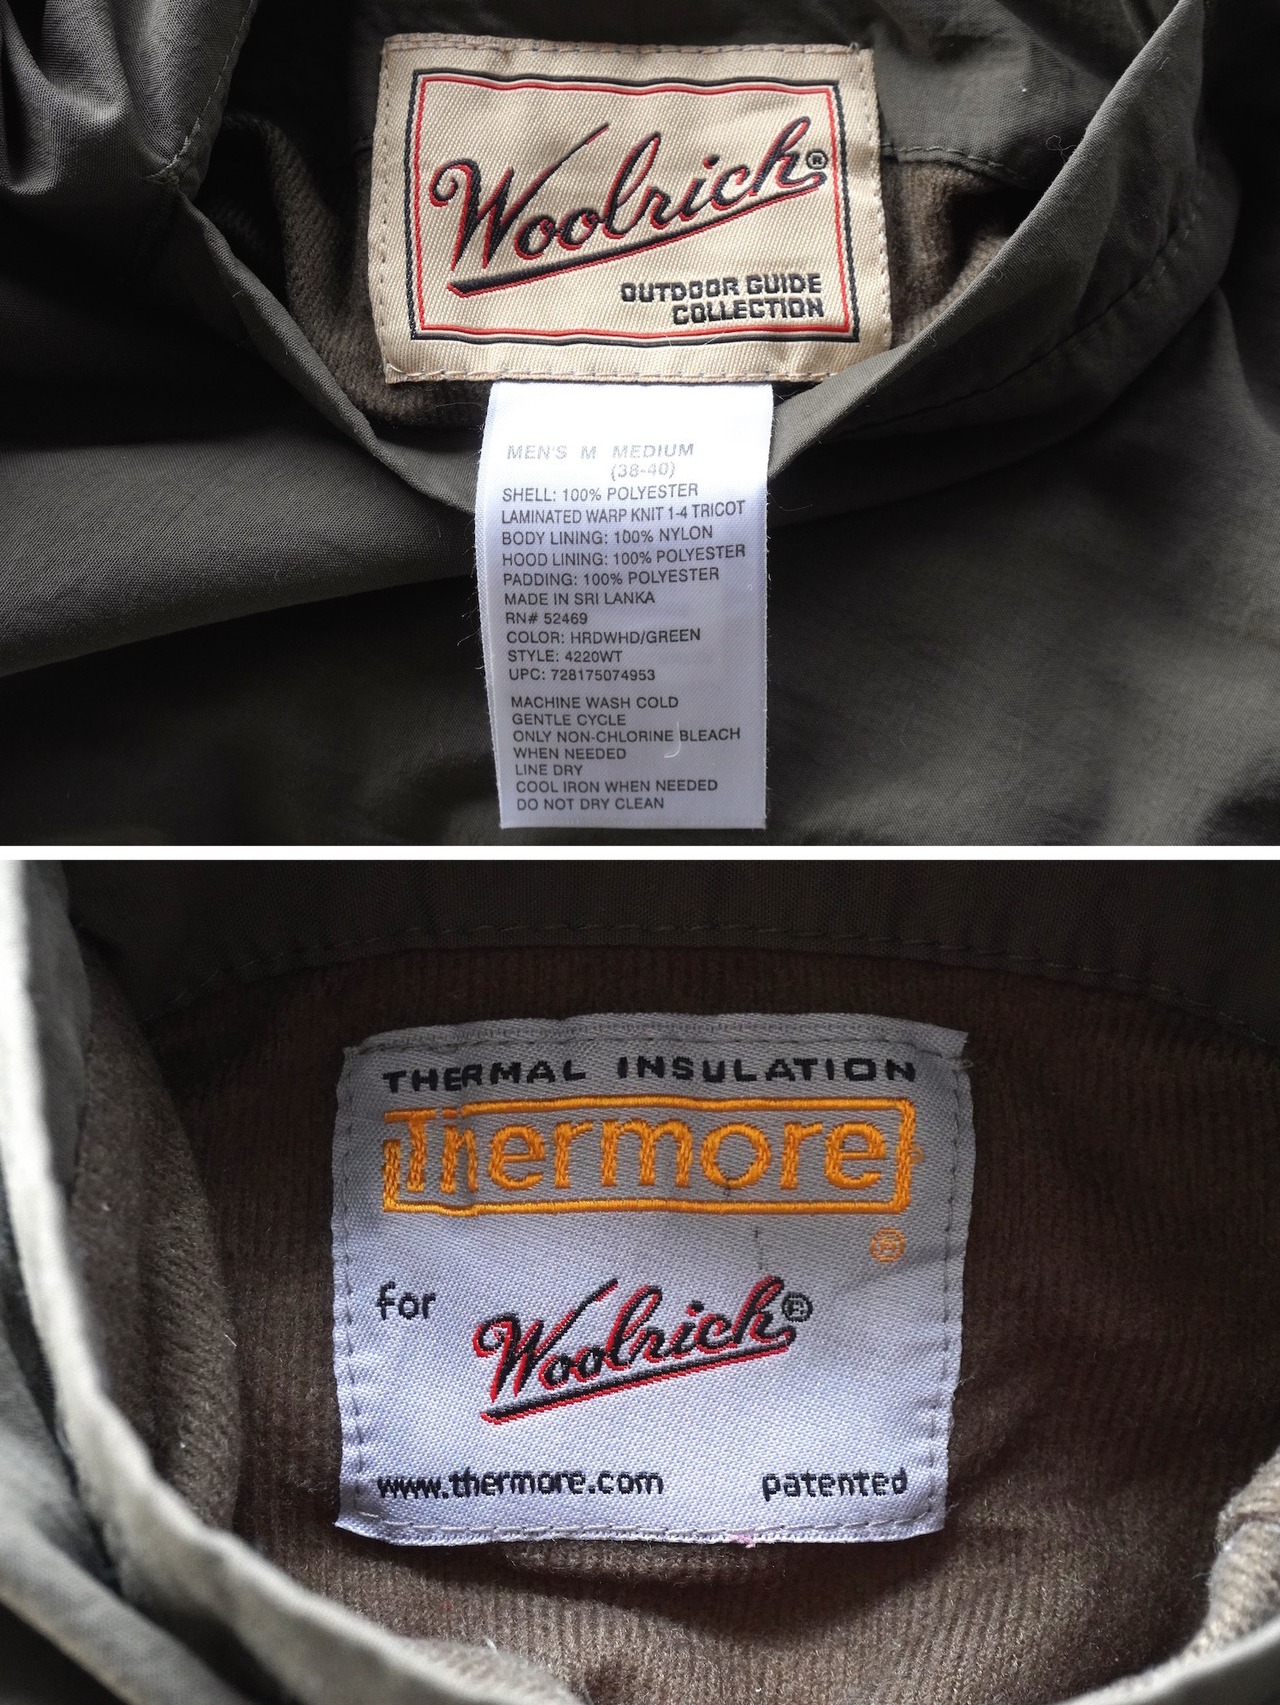 Woolrich®
OUTDOOR GUIDE
COLLECTION
MEN'S M MEDIUM
(38-40)
SHELL: 100% POLYESTER
LAMINATED WARP KNIT 1-4 TRICOT
BODY LINING: 100% NYLON
HOOD LINING: 100% POLYESTER
PADDING: 100% POLYESTER
MADE IN SRI LANKA
RN# 52469
COLOR: HRDWHD/GREEN
STYLE: 4220WT
UPC: 728175074953
MACHINE WASH COLD
GENTLE CYCLE
ONLY NON-CHLORINE BLEACH
WHEN NEEDED
LINE DRY
COOL IRON WHEN NEEDED
DO NOT DRY CLEAN
THERMAL INSULATION
Thermore
®
for
Woolrich®
www.thermore.com patented